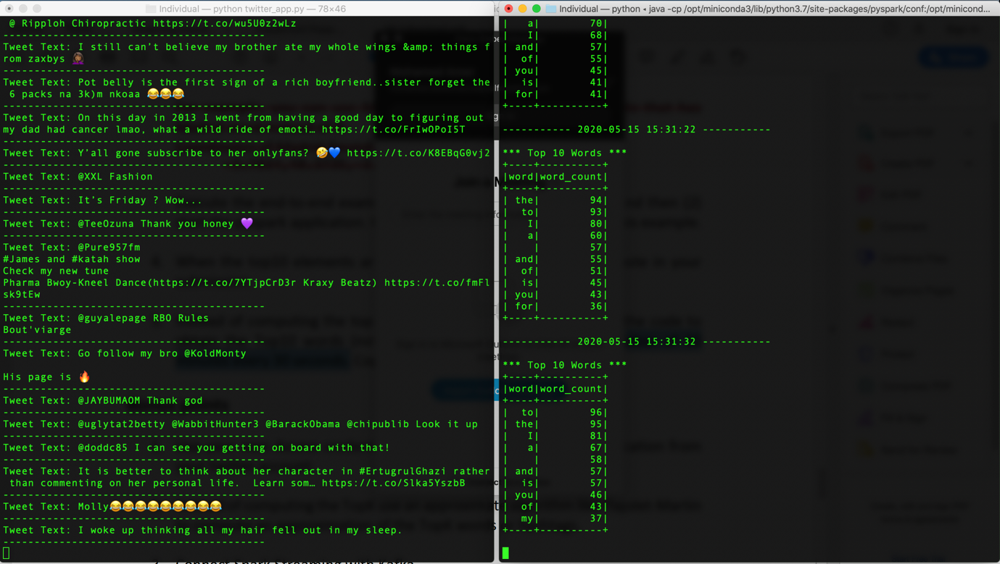 Individual — python twitter_app.py — 78×46
@ Ripploh Chiropractic https://t.co/wu5U0z2wLz
------------------------------------------
Tweet Text: I still can't believe my brother ate my whole wings &amp; things f
rom zaxbys 🤦🏾‍♀️
------------------------------------------
Tweet Text: Pot belly is the first sign of a rich boyfriend..sister forget the
6 packs na 3k)m nkoaa 😂😂😂
------------------------------------------
Tweet Text: On this day in 2013 I went from having a good day to figuring out
my dad had cancer lmao, what a wild ride of emoti… https://t.co/FrIwOPoI5T
------------------------------------------
Tweet Text: Y'all gone subscribe to her onlyfans? 🤣💙 https://t.co/K8EBqG0vj2
------------------------------------------
Tweet Text: @XXL Fashion
------------------------------------------
Tweet Text: It's Friday ? Wow...
------------------------------------------
Tweet Text: @TeeOzuna Thank you honey 💜
------------------------------------------
Tweet Text: @Pure957fm
#James and #katah show
Check my new tune
Pharma Bwoy-Kneel Dance(https://t.co/7YTjpCrD3r Kraxy Beatz) https://t.co/fmFl
sk9tEw
------------------------------------------
Tweet Text: @guyalepage RBO Rules
Bout'viarge
------------------------------------------
Tweet Text: Go follow my bro @KoldMonty
His page is 🔥
------------------------------------------
Tweet Text: @JAYBUMAOM Thank god
------------------------------------------
Tweet Text: @uglytat2betty @WabbitHunter3 @BarackObama @chipublib Look it up
------------------------------------------
Tweet Text: @doddc85 I can see you getting on board with that!
------------------------------------------
Tweet Text: It is better to think about her character in #ErtugrulGhazi rather
than commenting on her personal life.  Learn som… https://t.co/Slka5YszbB
------------------------------------------
Tweet Text: Molly😂😂😂😂😂😂😂😂😂
------------------------------------------
Tweet Text: I woke up thinking all my hair fell out in my sleep.
------------------------------------------
Individual — python ◂ java -cp /opt/miniconda3/lib/python3.7/site-packages/pyspark/conf:/opt/minicond...
|   a|        70|
|   I|        68|
| and|        57|
|  of|        55|
| you|        45|
|  is|        41|
| for|        41|
+----+----------+
----------- 2020-05-15 15:31:22 -----------
*** Top 10 Words ***
+----+----------+
|word|word_count|
+----+----------+
| the|        94|
|  to|        93|
|   I|        80|
|   a|        60|
|    |        57|
| and|        55|
|  of|        51|
|  is|        45|
| you|        43|
| for|        36|
+----+----------+
----------- 2020-05-15 15:31:32 -----------
*** Top 10 Words ***
+----+----------+
|word|word_count|
+----+----------+
|  to|        96|
| the|        95|
|   I|        81|
|   a|        67|
|    |        58|
| and|        57|
|  is|        57|
| you|        46|
|  of|        43|
|  my|        37|
+----+----------+